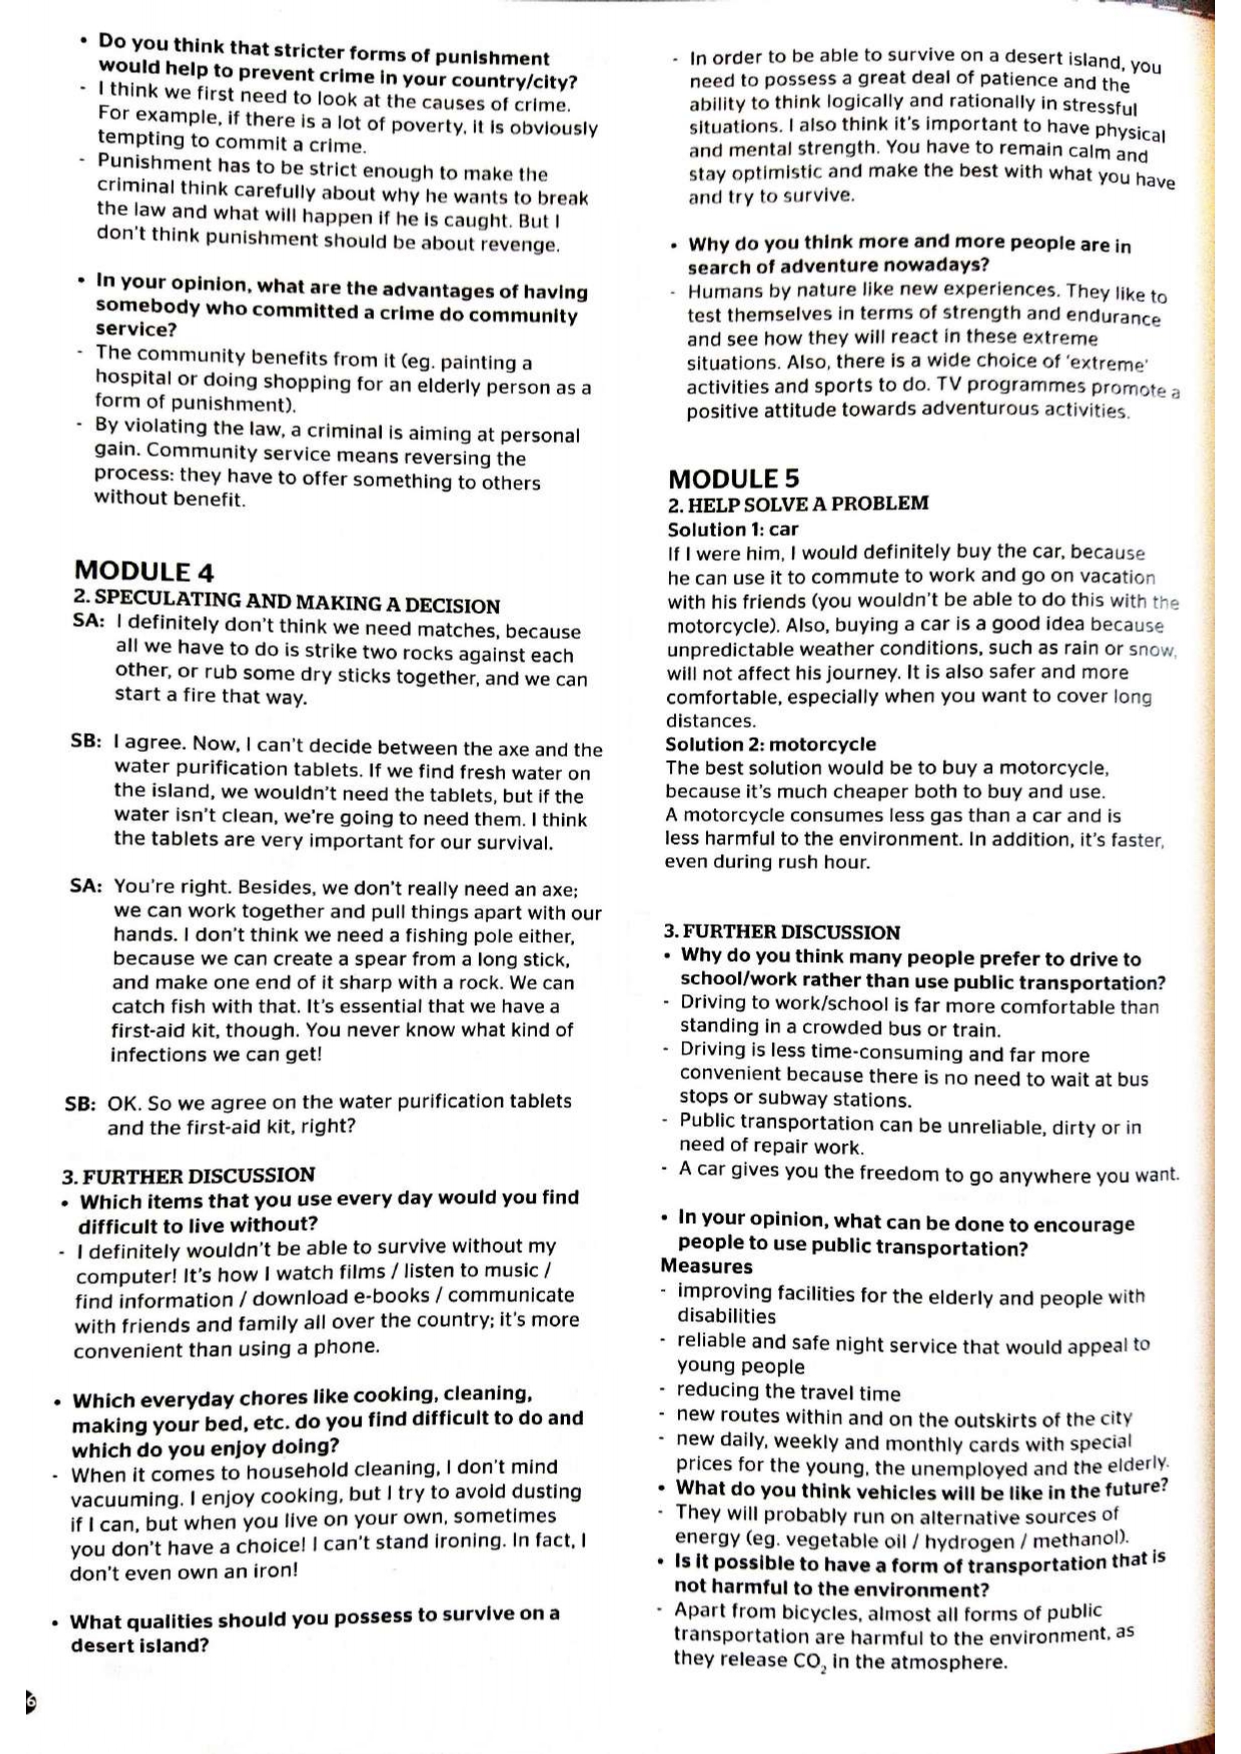 • Do you think that stricter forms of punishment
would help to prevent crime in your country/city?
- I think we first need to look at the causes of crime.
For example, if there is a lot of poverty, it is obviously
tempting to commit a crime.
- Punishment has to be strict enough to make the
criminal think carefully about why he wants to break
the law and what will happen if he is caught. But I
don't think punishment should be about revenge.
• In your opinion, what are the advantages of having
somebody who committed a crime do community
service?
- The community benefits from it (eg. painting a
hospital or doing shopping for an elderly person as a
form of punishment).
- By violating the law, a criminal is aiming at personal
gain. Community service means reversing the
process: they have to offer something to others
without benefit.
MODULE 4
2. SPECULATING AND MAKING A DECISION
SA: I definitely don't think we need matches, because
all we have to do is strike two rocks against each
other, or rub some dry sticks together, and we can
start a fire that way.
SB: I agree. Now, I can't decide between the axe and the
water purification tablets. If we find fresh water on
the island, we wouldn't need the tablets, but if the
water isn't clean, we're going to need them. I think
the tablets are very important for our survival.
SA: You're right. Besides, we don't really need an axe;
we can work together and pull things apart with our
hands. I don't think we need a fishing pole either,
because we can create a spear from a long stick,
and make one end of it sharp with a rock. We can
catch fish with that. It's essential that we have a
first-aid kit, though. You never know what kind of
infections we can get!
SB: OK. So we agree on the water purification tablets
and the first-aid kit, right?
3. FURTHER DISCUSSION
• Which items that you use every day would you find
difficult to live without?
- I definitely wouldn't be able to survive without my
computer! It's how I watch films / listen to music /
find information / download e-books / communicate
with friends and family all over the country; it's more
convenient than using a phone.
• Which everyday chores like cooking, cleaning,
making your bed, etc. do you find difficult to do and
which do you enjoy doing?
- When it comes to household cleaning, I don't mind
vacuuming. I enjoy cooking, but I try to avoid dusting
if I can, but when you live on your own, sometimes
you don't have a choice! I can't stand ironing. In fact, I
don't even own an iron!
• What qualities should you possess to survive on a
desert island?
- In order to be able to survive on a desert island, you
need to possess a great deal of patience and the
ability to think logically and rationally in stressful
situations. I also think it's important to have physical
and mental strength. You have to remain calm and
stay optimistic and make the best with what you have
and try to survive.
• Why do you think more and more people are in
search of adventure nowadays?
- Humans by nature like new experiences. They like to
test themselves in terms of strength and endurance
and see how they will react in these extreme
situations. Also, there is a wide choice of 'extreme'
activities and sports to do. TV programmes promote a
positive attitude towards adventurous activities.
MODULE 5
2. HELP SOLVE A PROBLEM
Solution 1: car
If I were him, I would definitely buy the car, because
he can use it to commute to work and go on vacation
with his friends (you wouldn't be able to do this with the
motorcycle). Also, buying a car is a good idea because
unpredictable weather conditions, such as rain or snow,
will not affect his journey. It is also safer and more
comfortable, especially when you want to cover long
distances.
Solution 2: motorcycle
The best solution would be to buy a motorcycle,
because it's much cheaper both to buy and use.
A motorcycle consumes less gas than a car and is
less harmful to the environment. In addition, it's faster,
even during rush hour.
3. FURTHER DISCUSSION
• Why do you think many people prefer to drive to
school/work rather than use public transportation?
- Driving to work/school is far more comfortable than
standing in a crowded bus or train.
- Driving is less time-consuming and far more
convenient because there is no need to wait at bus
stops or subway stations.
- Public transportation can be unreliable, dirty or in
need of repair work.
- A car gives you the freedom to go anywhere you want.
• In your opinion, what can be done to encourage
people to use public transportation?
Measures
- improving facilities for the elderly and people with
disabilities
- reliable and safe night service that would appeal to
young people
- reducing the travel time
- new routes within and on the outskirts of the city
- new daily, weekly and monthly cards with special
prices for the young, the unemployed and the elderly.
• What do you think vehicles will be like in the future?
- They will probably run on alternative sources of
energy (eg. vegetable oil / hydrogen / methanol).
• Is it possible to have a form of transportation that is
not harmful to the environment?
- Apart from bicycles, almost all forms of public
transportation are harmful to the environment, as
they release CO₂ in the atmosphere.